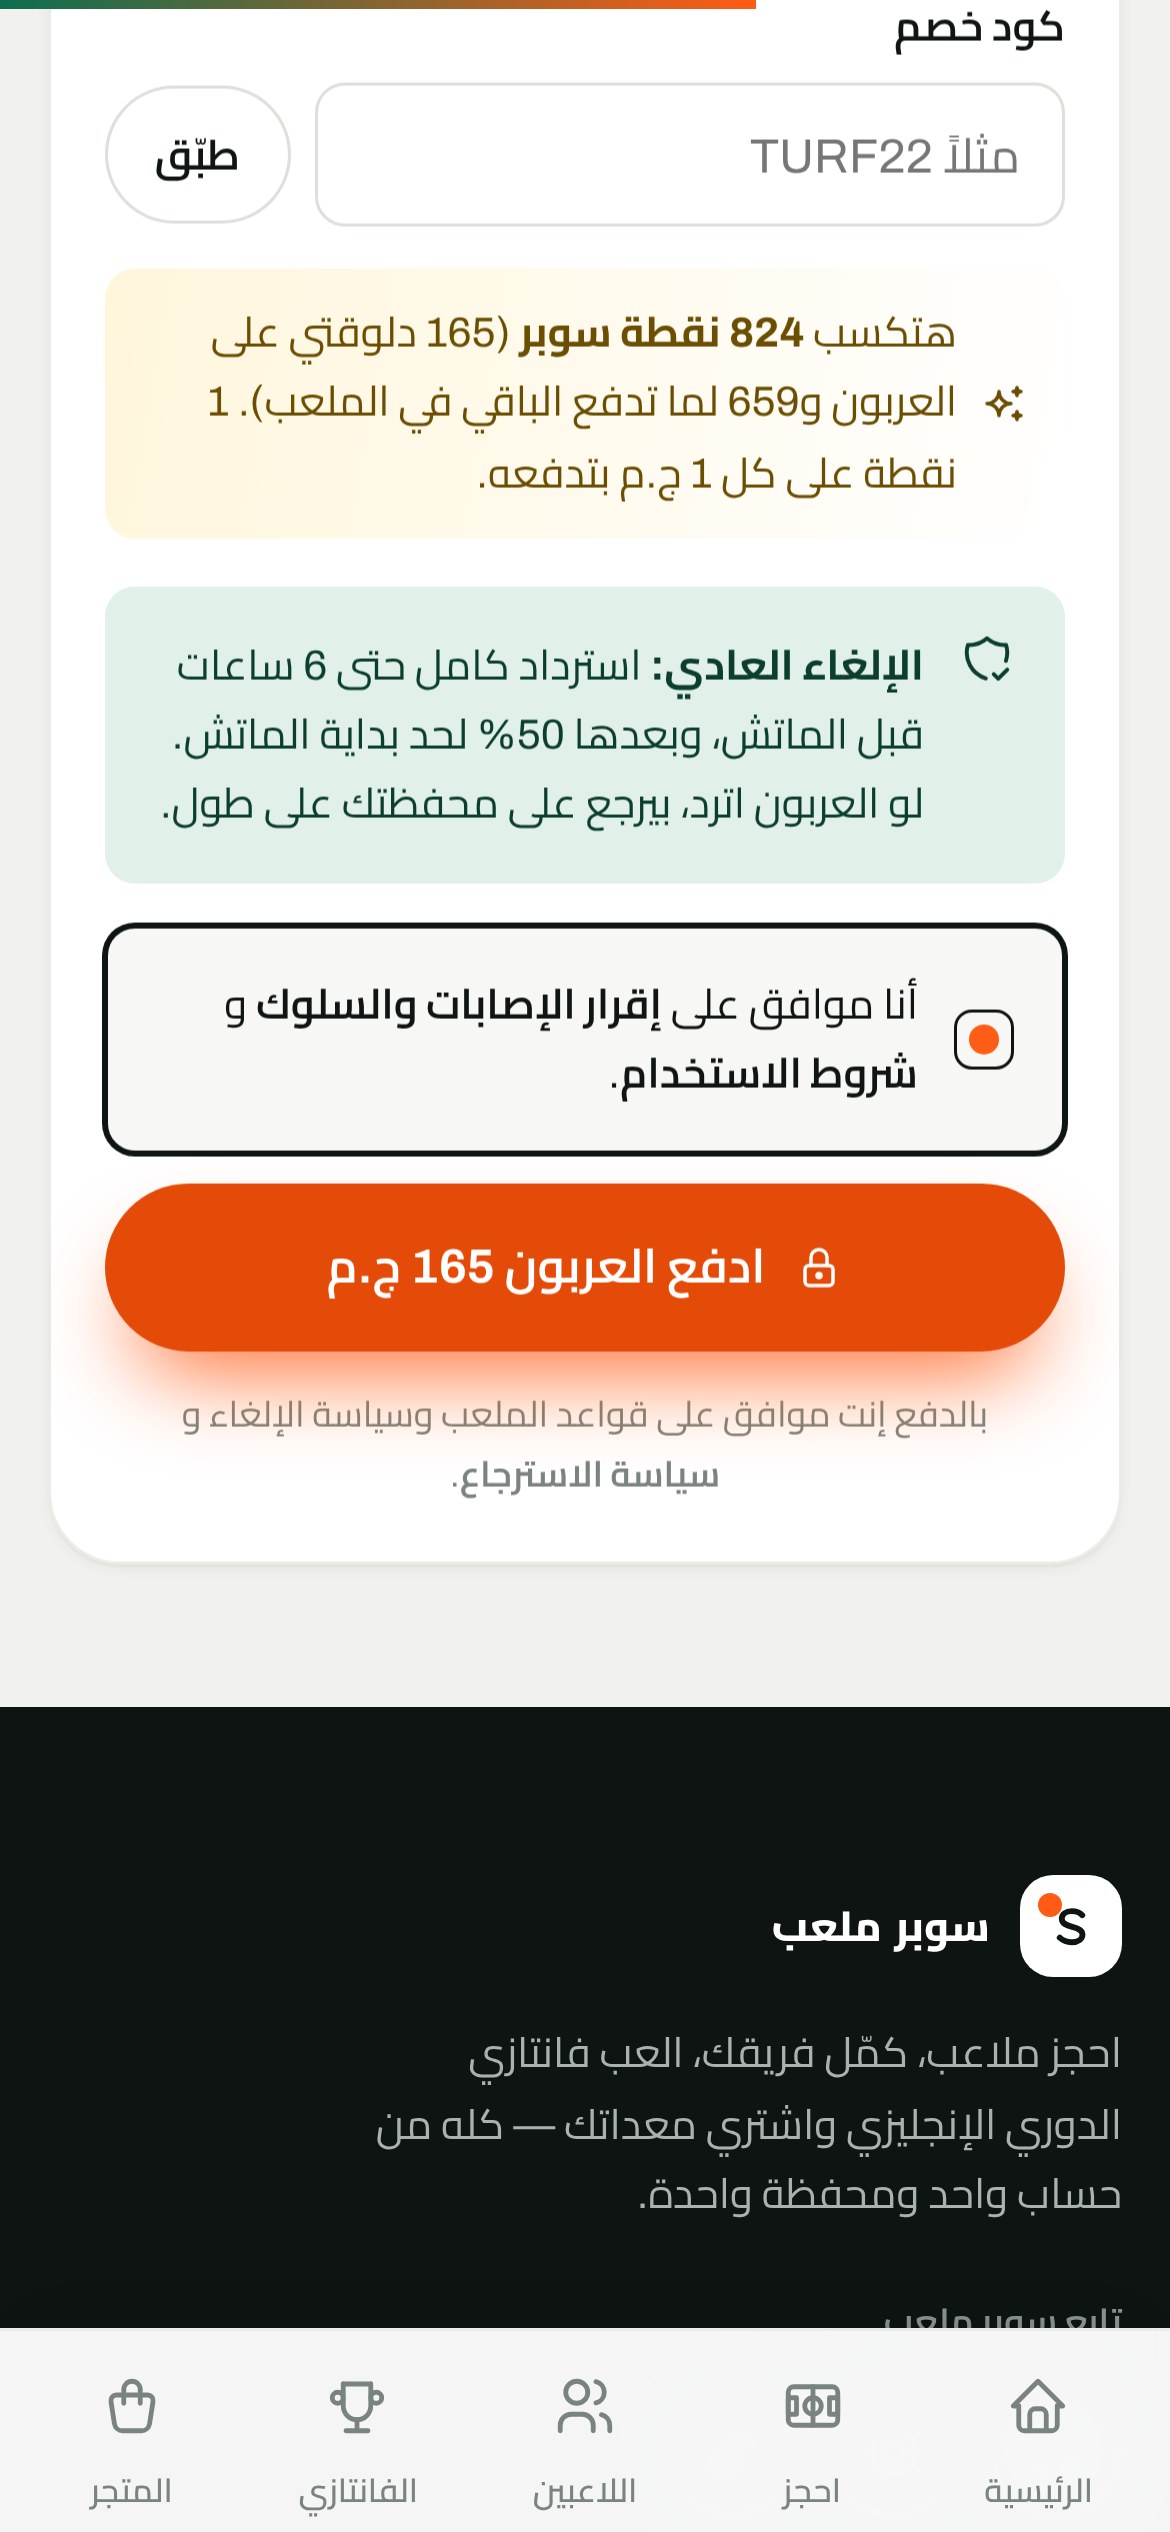 كود خصم
مثلاً TURF22
طبّق
هتكسب 824 نقطة سوبر (165 دلوقتي على
العربون و659 لما تدفع الباقي في الملعب). 1
نقطة على كل 1 ج.م بتدفعه.
الإلغاء العادي: استرداد كامل حتى 6 ساعات
قبل الماتش، وبعدها 50% لحد بداية الماتش.
لو العربون اترد، بيرجع على محفظتك على طول.
أنا موافق على إقرار الإصابات والسلوك و
شروط الاستخدام.
ادفع العربون 165 ج.م
بالدفع إنت موافق على قواعد الملعب وسياسة الإلغاء و
سياسة الاسترجاع.
S
سوبر ملعب
احجز ملاعب، كمّل فريقك، العب فانتازي
الدوري الإنجليزي واشتري معداتك — كله من
حساب واحد ومحفظة واحدة.
تابع سوبر ملعب
الرئيسية
احجز
اللاعبين
الفانتازي
المتجر